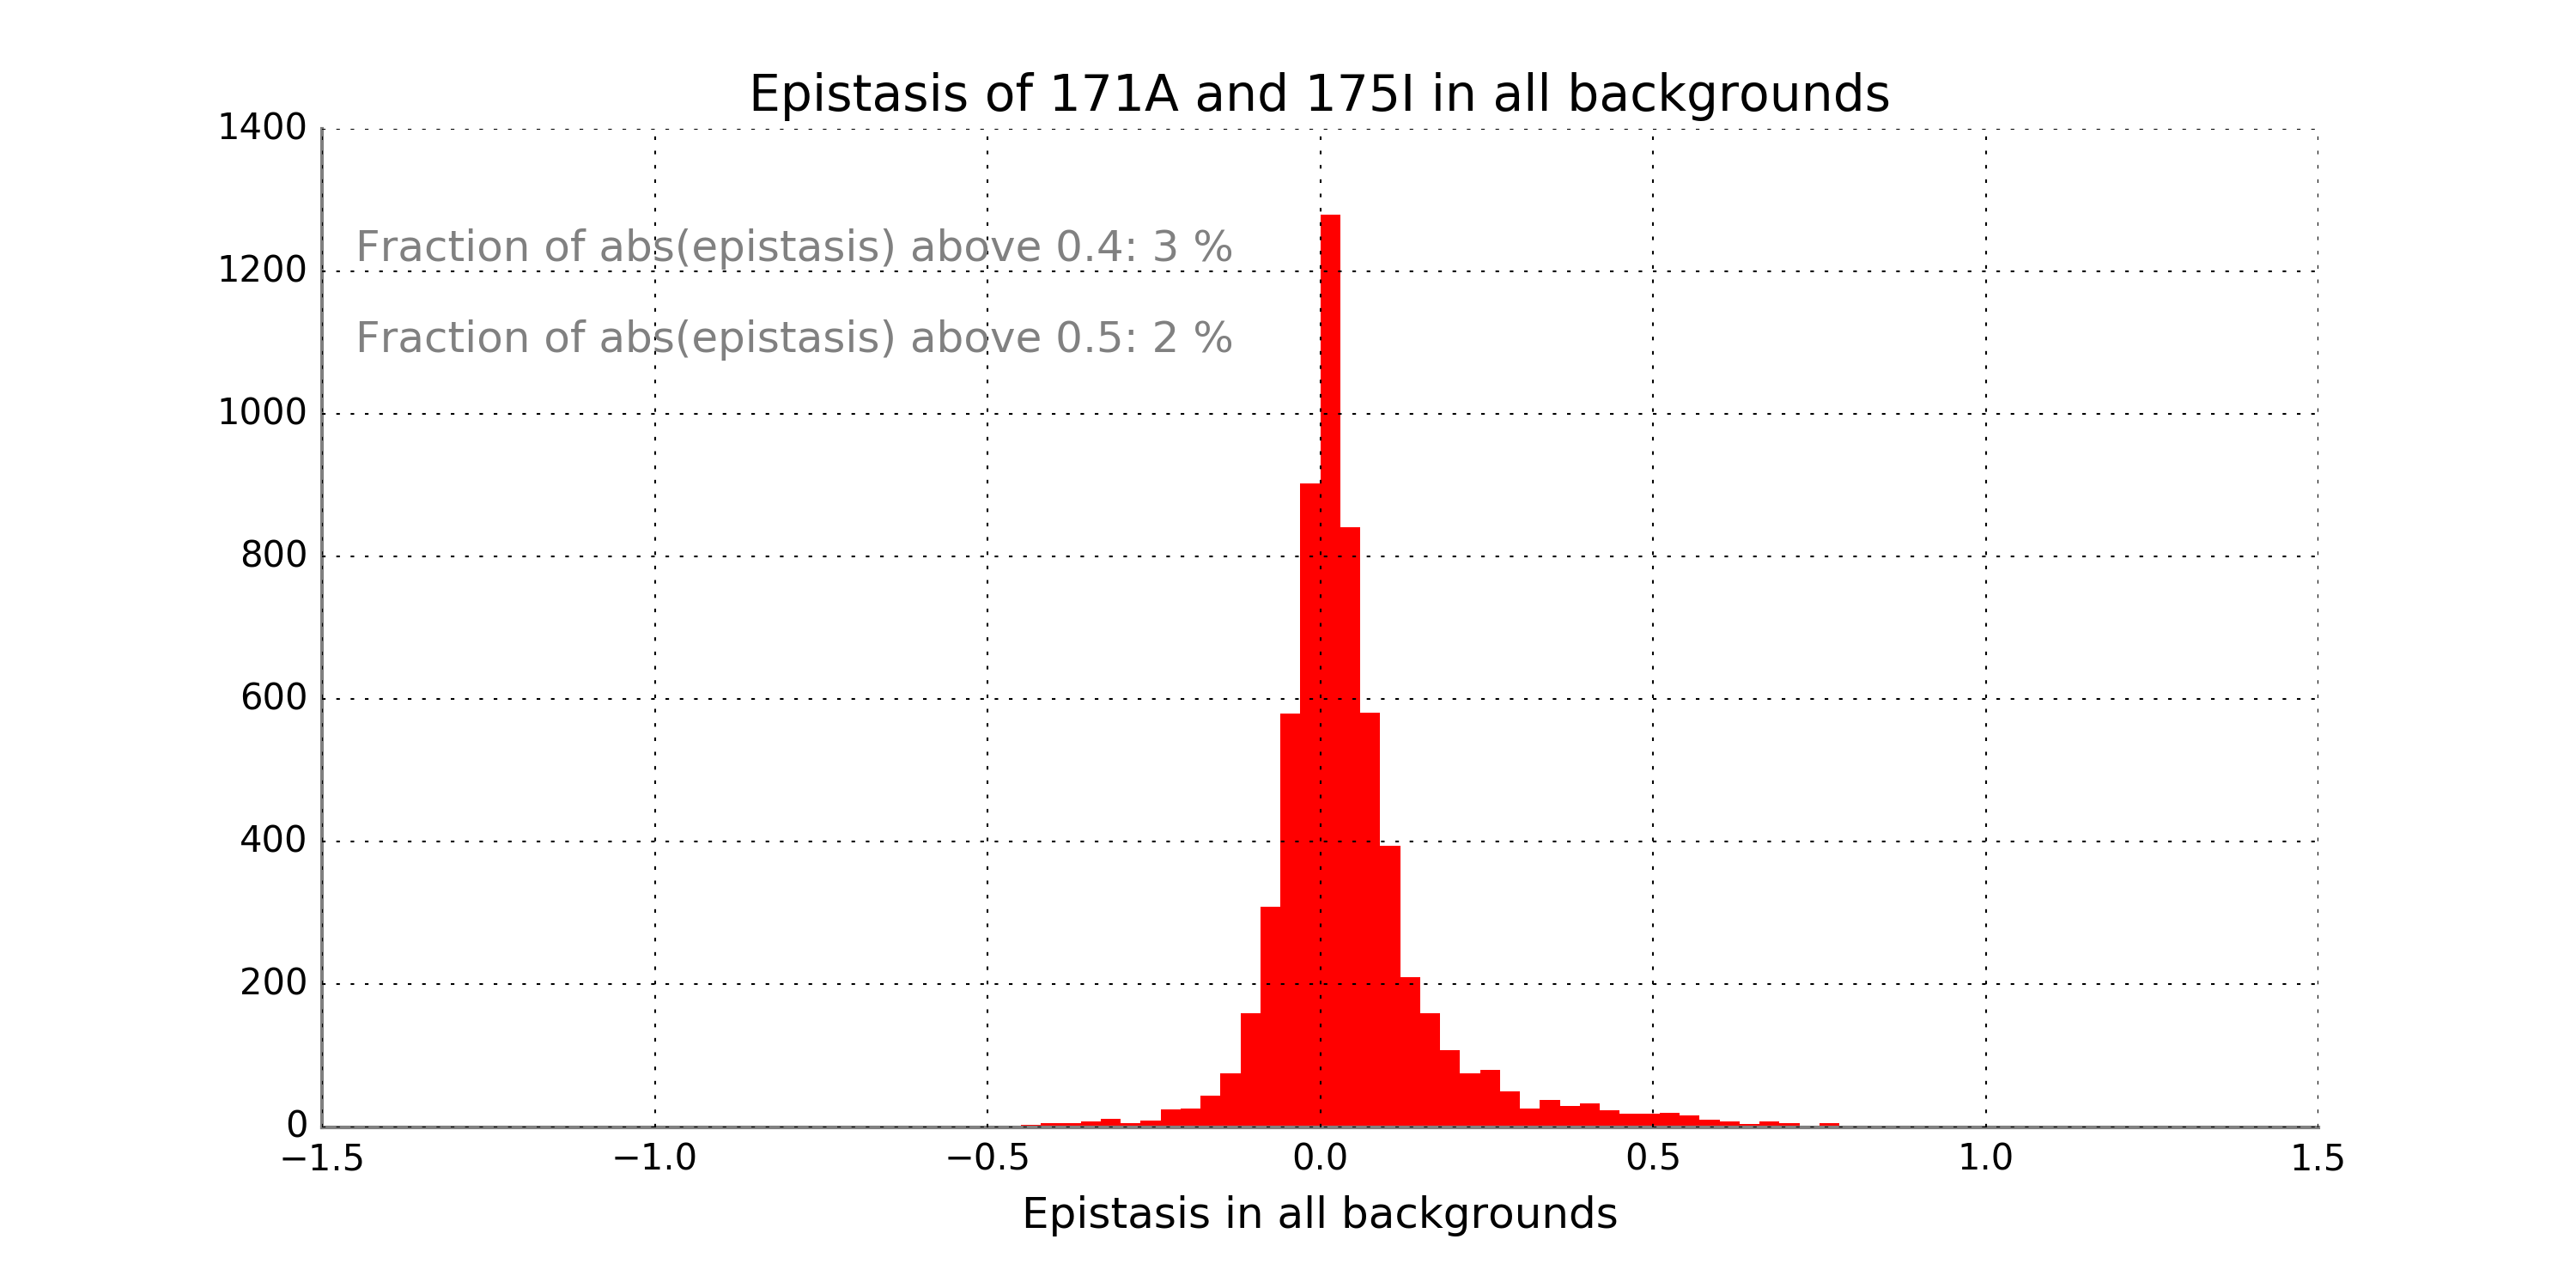 Epistasis of 171A and 175I in all backgrounds
1400
1200
1000
800
600
400
200
0
Fraction of abs(epistasis) above 0.4: 3 %
Fraction of abs(epistasis) above 0.5: 2 %
−1.5 −1.0 −0.5 0.0 0.5 1.0 1.5
Epistasis in all backgrounds